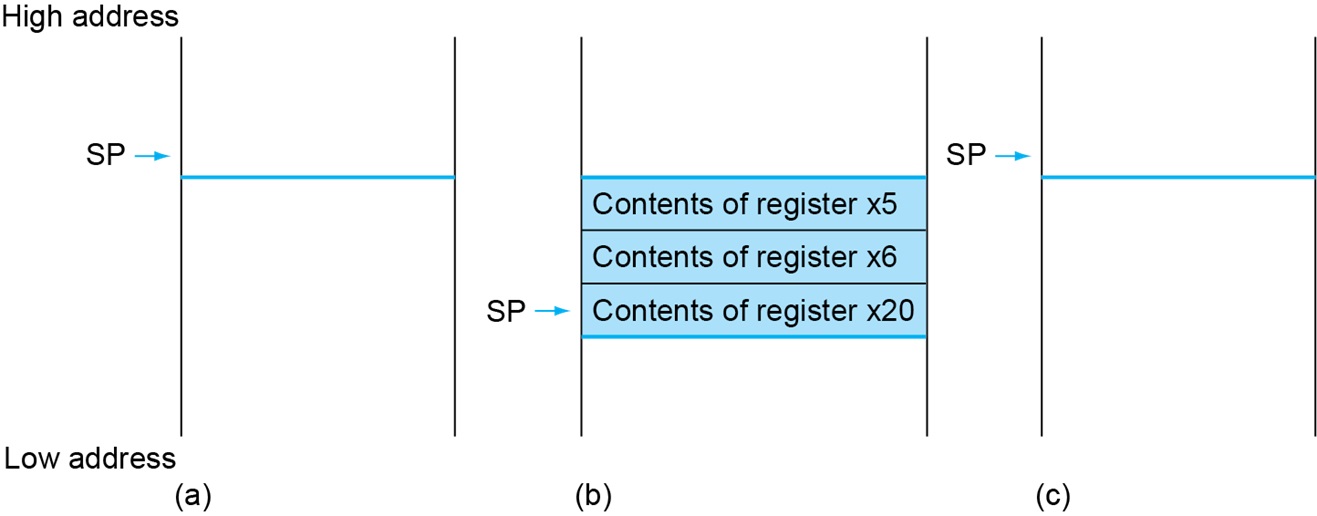 High address
SP
SP
Contents of register x5
Contents of register x6
SP
Contents of register x20
Low address
(a)
(b)
(c)